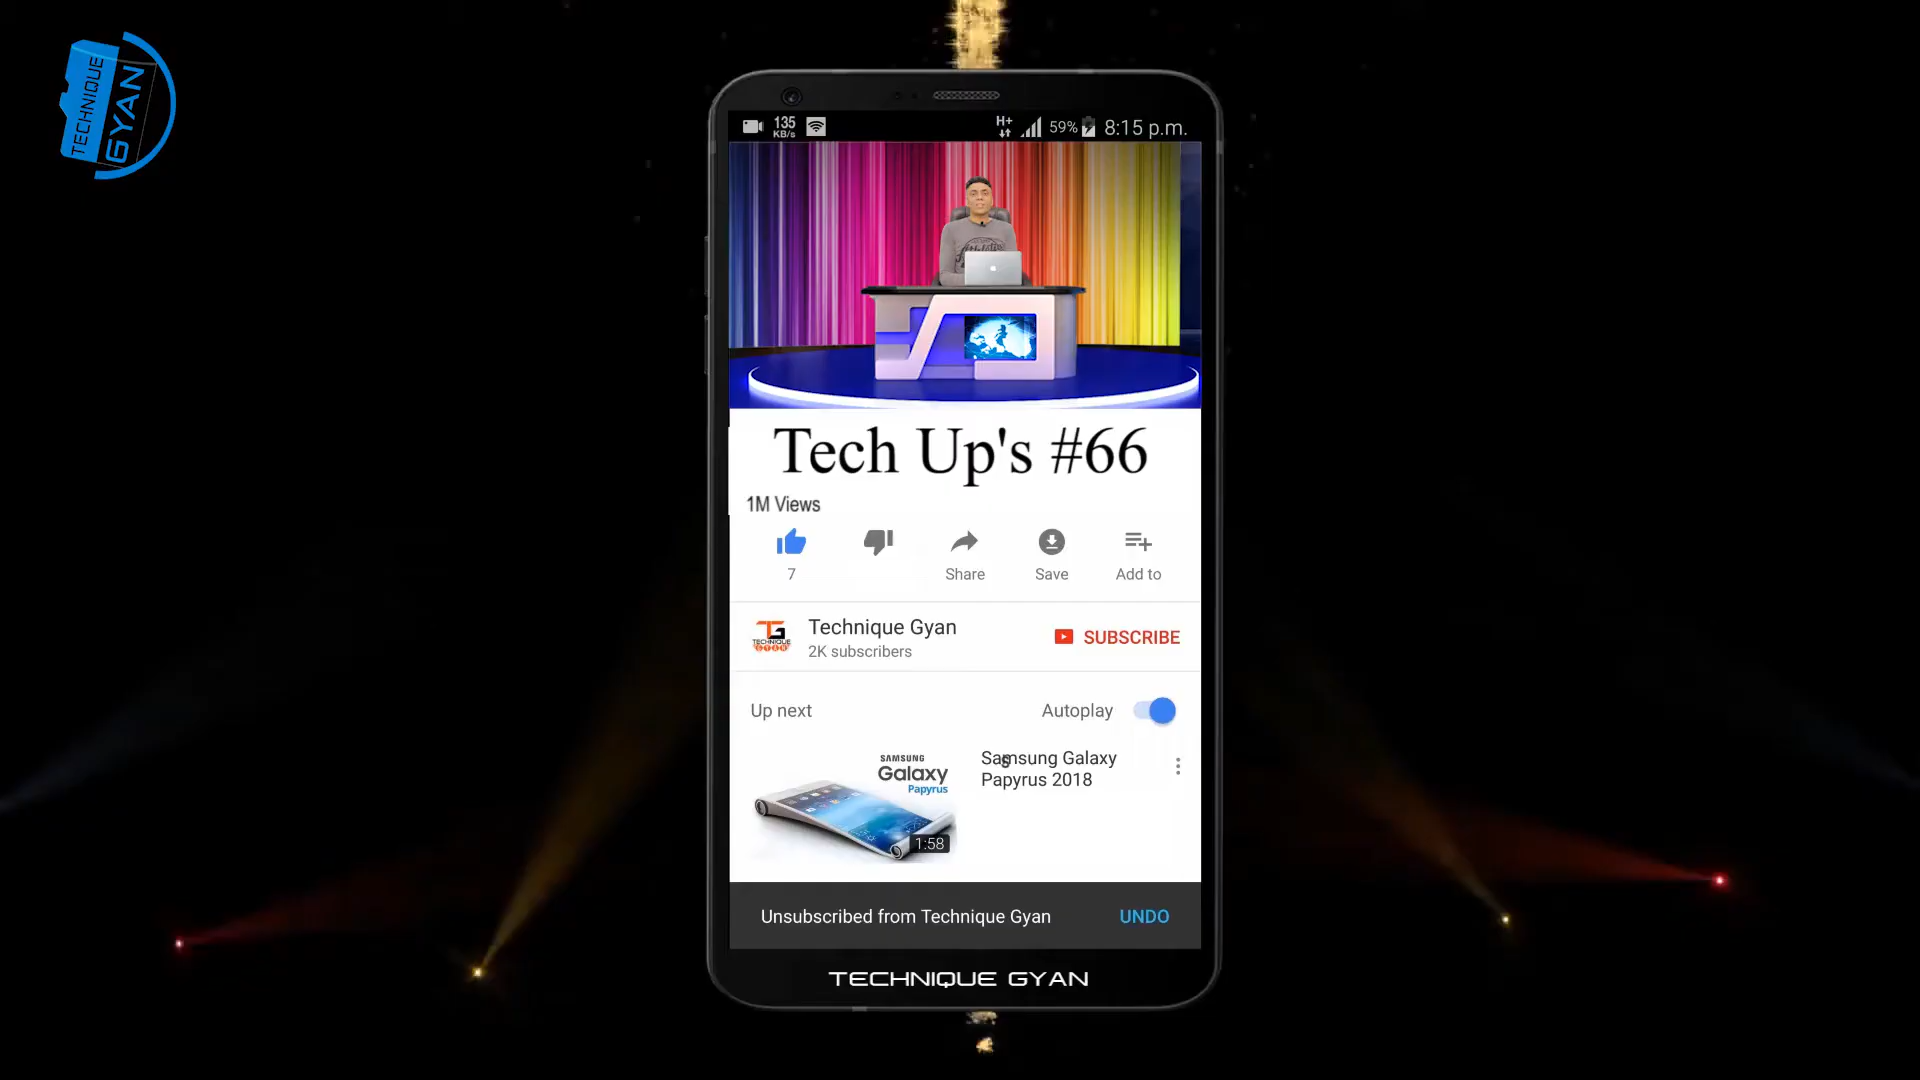 TECHNIQUE
GYAN
135
KB/s
H+
59%
8:15 p.m.
Tech Up's #66
1M Views
7
Share
Save
Add to
TECHNIQUE
GYAN
Technique Gyan
2K subscribers
SUBSCRIBE
Up next
Autoplay
SAMSUNG
Galaxy
Papyrus
1:58
Samsung Galaxy
Papyrus 2018
Unsubscribed from Technique Gyan
UNDO
TECHNIQUE GYAN